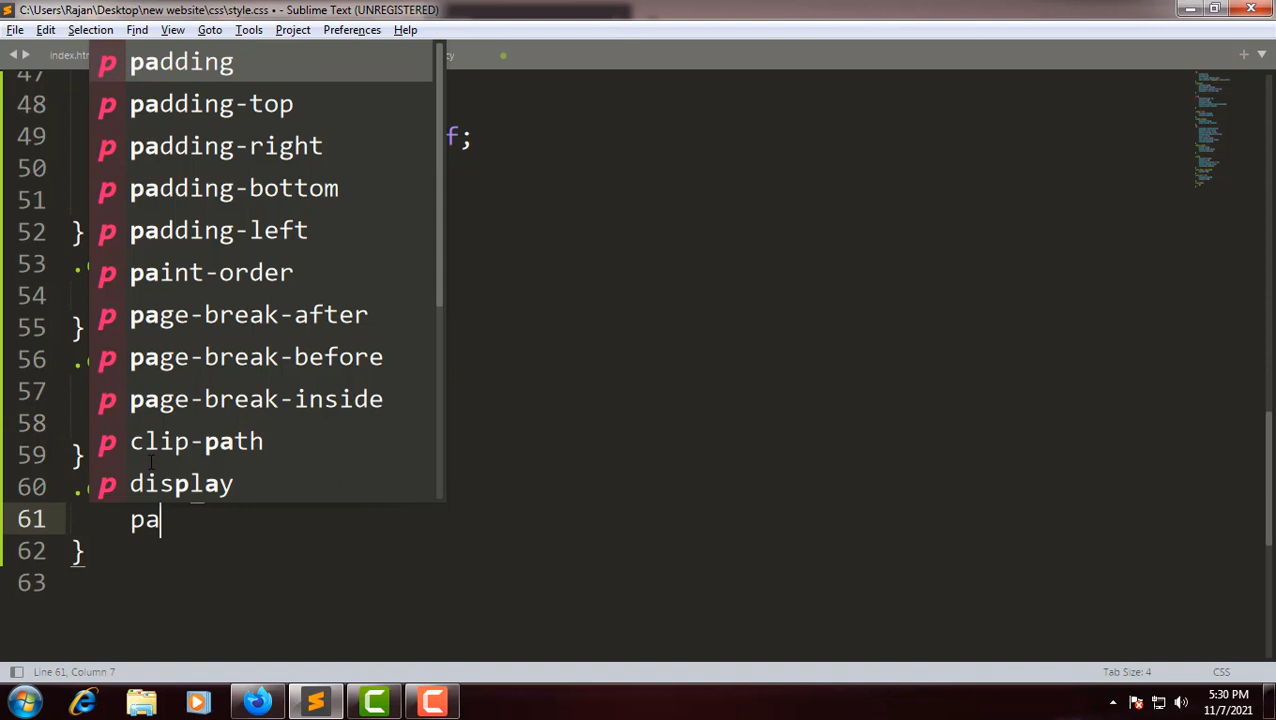 C:\Users\Rajan\Desktop\new website\css\style.css • - Sublime Text (UNREGISTERED)
File Edit Selection Find View Goto Tools Project Preferences Help
index.ht
47
48
49 f;
50
51
52 }
53 .
54
55 }
56 .
57
58
59 }
60 .
61 pa
62 }
63
p padding
p padding-top
p padding-right
p padding-bottom
p padding-left
p paint-order
p page-break-after
p page-break-before
p page-break-inside
p clip-path
p display
Line 61, Column 7 Tab Size: 4 CSS
5:30 PM
11/7/2021